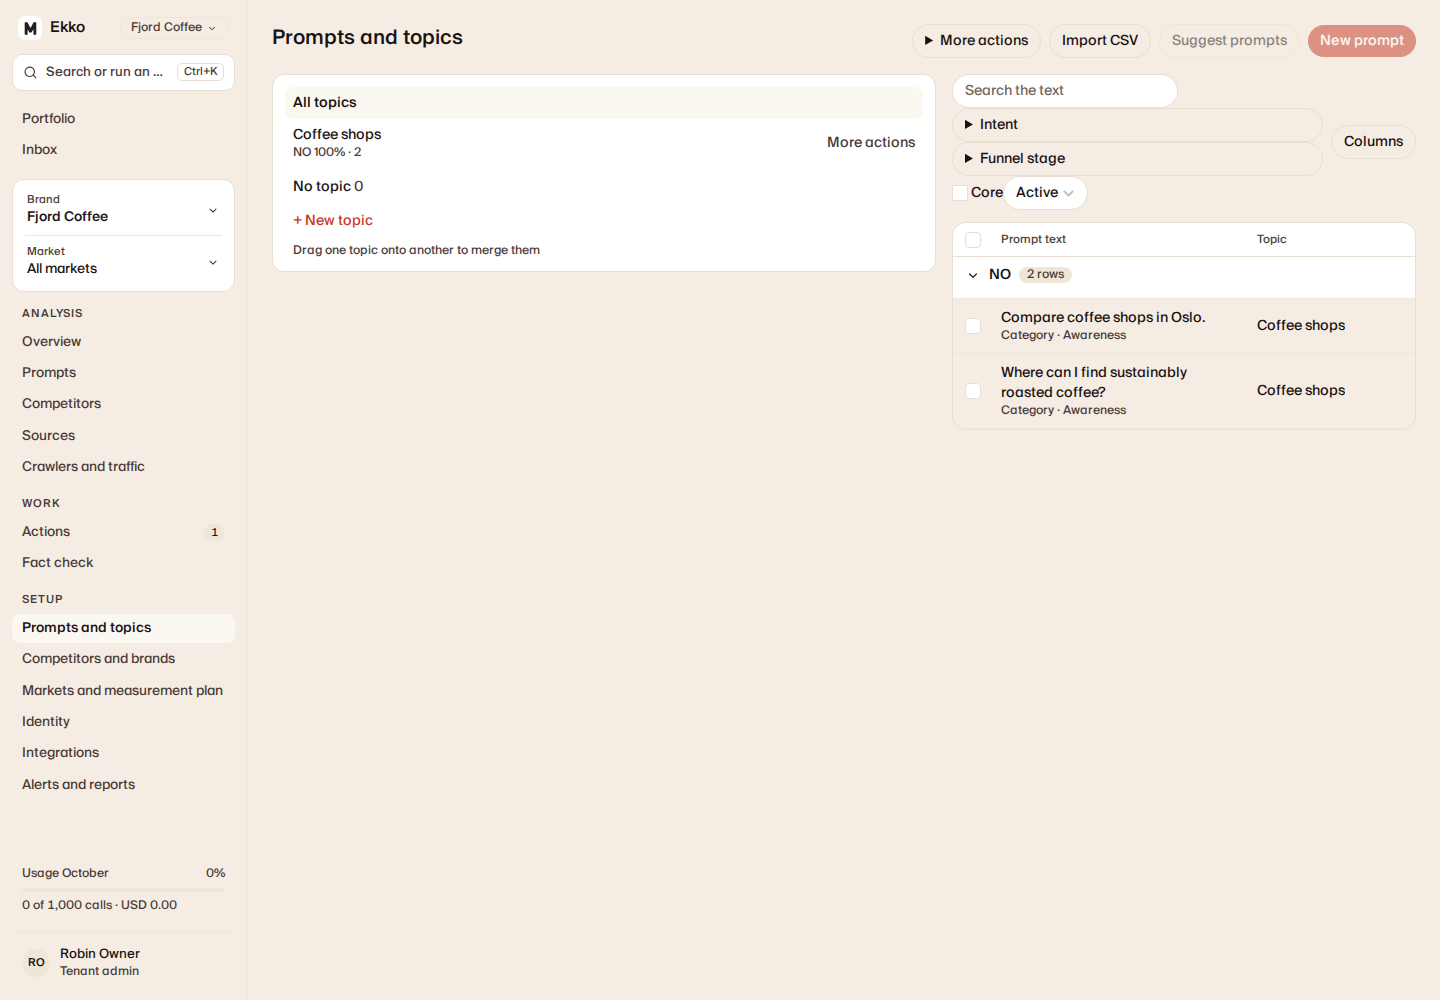 Ekko
Fjord Coffee
Search or run an ...
Ctrl+K
Portfolio
Inbox
Brand
Fjord Coffee
Market
All markets
ANALYSIS
Overview
Prompts
Competitors
Sources
Crawlers and traffic
WORK
Actions
1
Fact check
SETUP
Prompts and topics
Competitors and brands
Markets and measurement plan
Identity
Integrations
Alerts and reports
Usage October
0%
0 of 1,000 calls · USD 0.00
RO
Robin Owner
Tenant admin
Prompts and topics
More actions
Import CSV
Suggest prompts
New prompt
All topics
Coffee shops
NO 100% · 2
More actions
No topic 0
+ New topic
Drag one topic onto another to merge them
Search the text
Intent
Funnel stage
Columns
Core
Active
Prompt text
Topic
NO
2 rows
Compare coffee shops in Oslo.
Category · Awareness
Coffee shops
Where can I find sustainably
roasted coffee?
Category · Awareness
Coffee shops